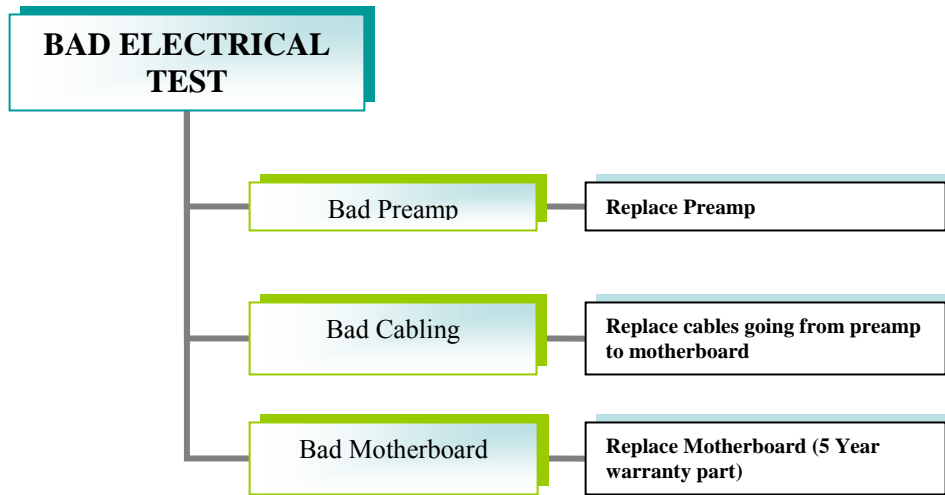 BAD ELECTRICAL
TEST
Bad Preamp
Replace Preamp
Bad Cabling
Replace cables going from preamp
to motherboard
Bad Motherboard
Replace Motherboard (5 Year
warranty part)